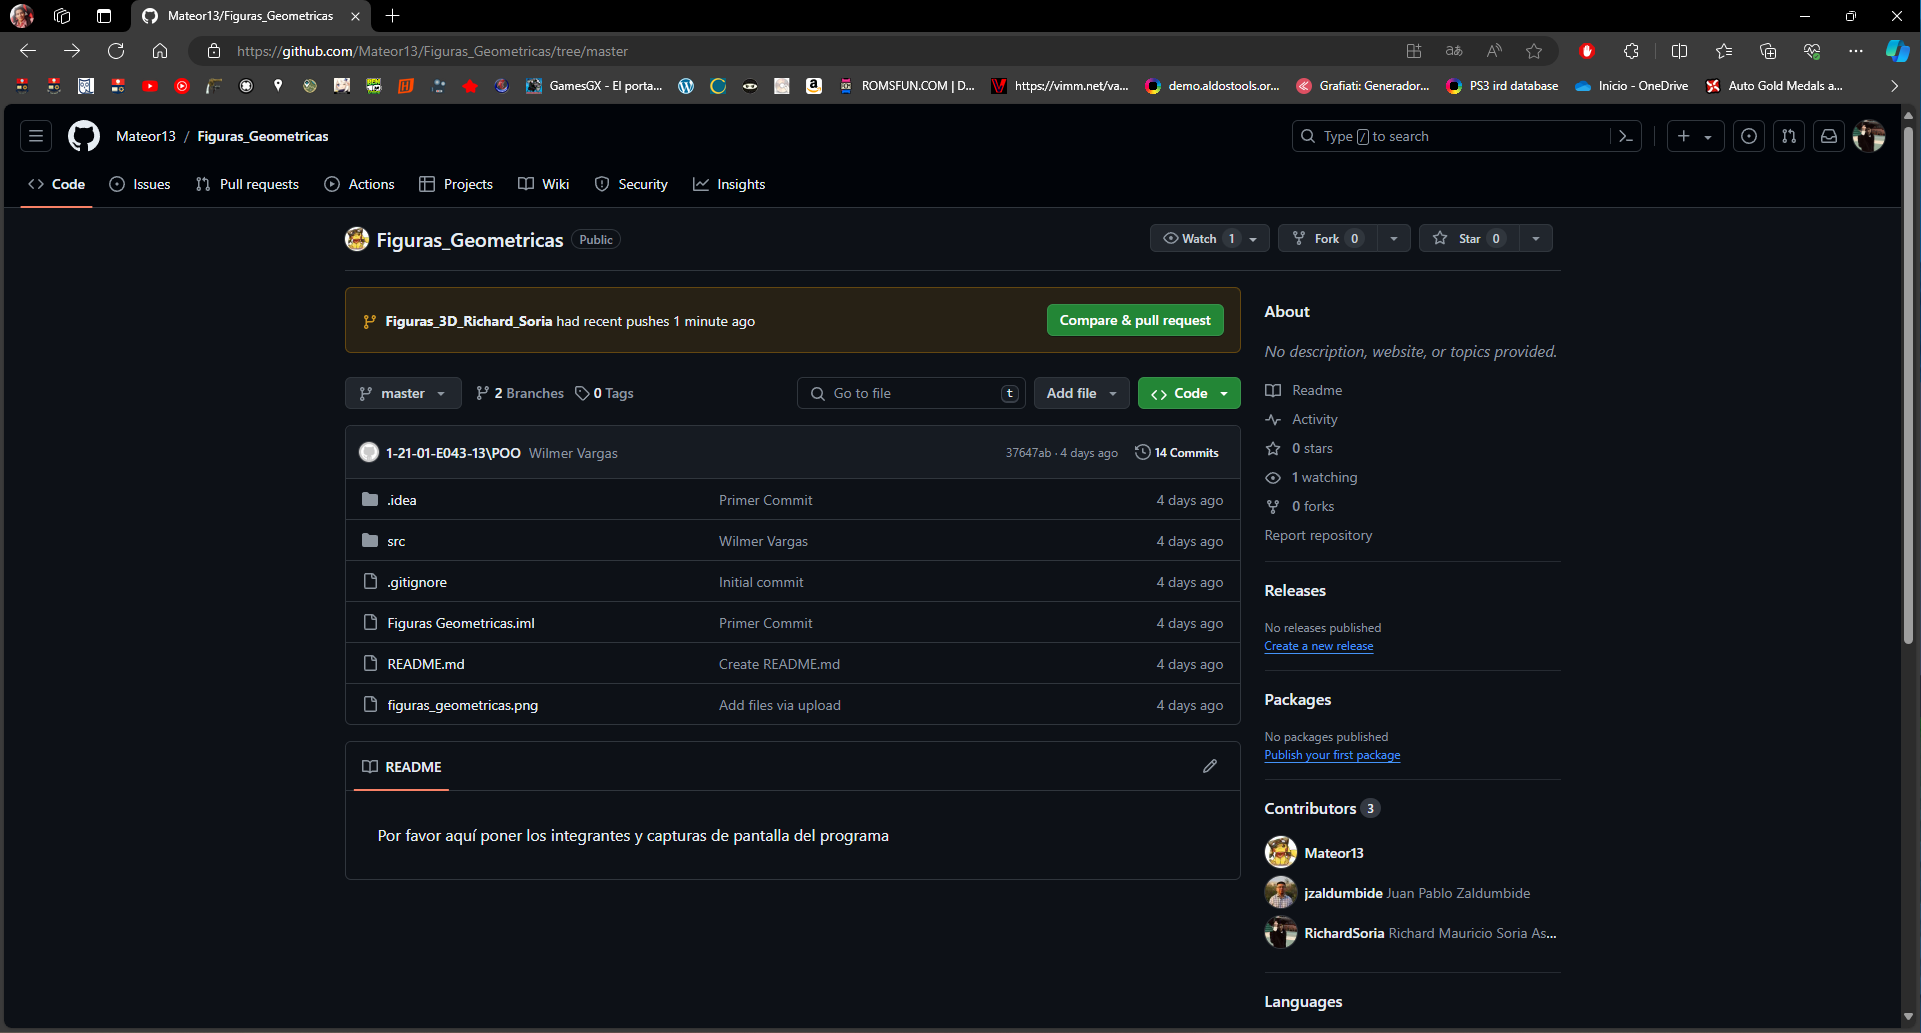 Mateor13/Figuras_Geometricas
https://github.com/Mateor13/Figuras_Geometricas/tree/master
GamesGX - El porta...
ROMSFUN.COM | D...
https://vimm.net/va...
demo.aldostools.or...
Grafiati: Generador...
PS3 ird database
Inicio - OneDrive
Auto Gold Medals a...
Mateor13 / Figuras_Geometricas
Type / to search
Code
Issues
Pull requests
Actions
Projects
Wiki
Security
Insights
Figuras_Geometricas Public
Watch 1
Fork 0
Star 0
Figuras_3D_Richard_Soria had recent pushes 1 minute ago
Compare & pull request
master
2 Branches
0 Tags
Go to file t
Add file
Code
1-21-01-E043-13\POO Wilmer Vargas 37647ab · 4 days ago 14 Commits
.idea Primer Commit 4 days ago
src Wilmer Vargas 4 days ago
.gitignore Initial commit 4 days ago
Figuras Geometricas.iml Primer Commit 4 days ago
README.md Create README.md 4 days ago
figuras_geometricas.png Add files via upload 4 days ago
README
Por favor aquí poner los integrantes y capturas de pantalla del programa
About
No description, website, or topics provided.
Readme
Activity
0 stars
1 watching
0 forks
Report repository
Releases
No releases published
Create a new release
Packages
No packages published
Publish your first package
Contributors 3
Mateor13
jzaldumbide Juan Pablo Zaldumbide
RichardSoria Richard Mauricio Soria As...
Languages